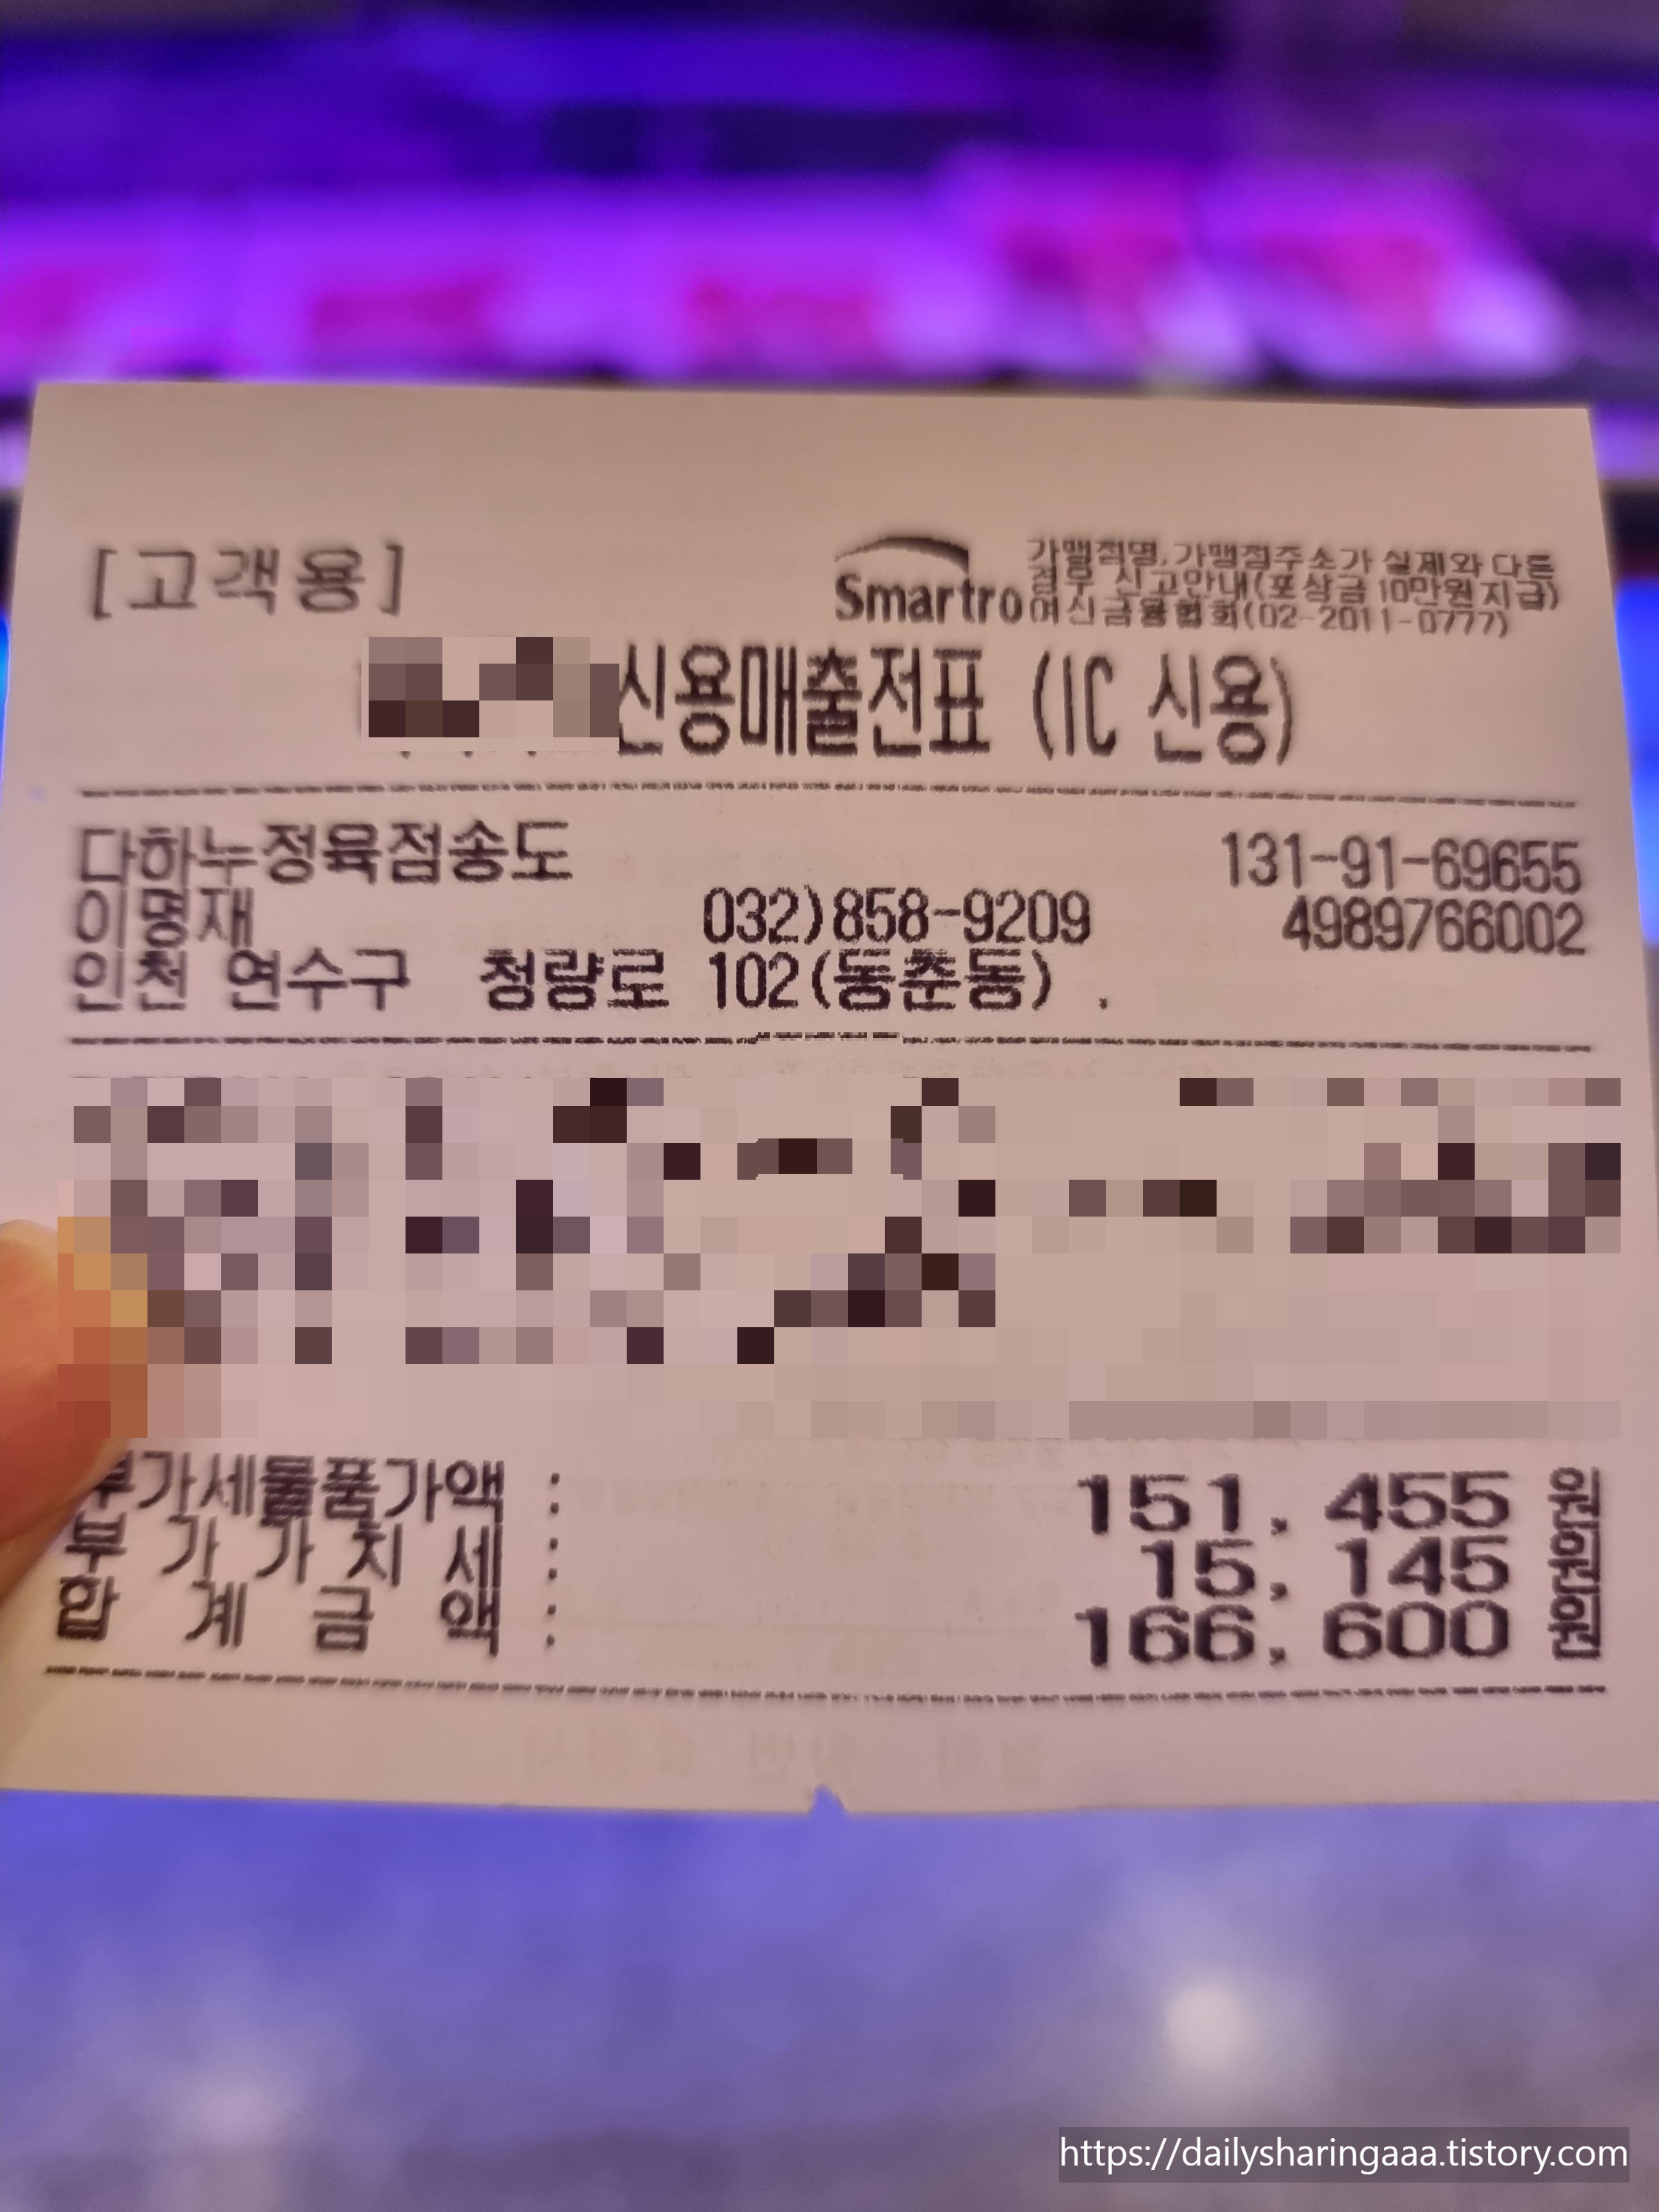 [고객용]
Smartro
가맹점명,가맹점주소가 실제와 다른
경우 신고안내(포상금 10만원 지급)
여신금융협회(02-2011-0777)
신용매출전표 (IC 신용)
다하누정육점송도 131-91-69655
이명재 032)858-9209 4989766002
인천 연수구 청량로 102(동춘동) .
부가세물품가액 : 151,455 원
부 가 가 치 세 : 15,145 원
합 계 금 액 : 166,600 원
https://dailysharingaaa.tistory.com